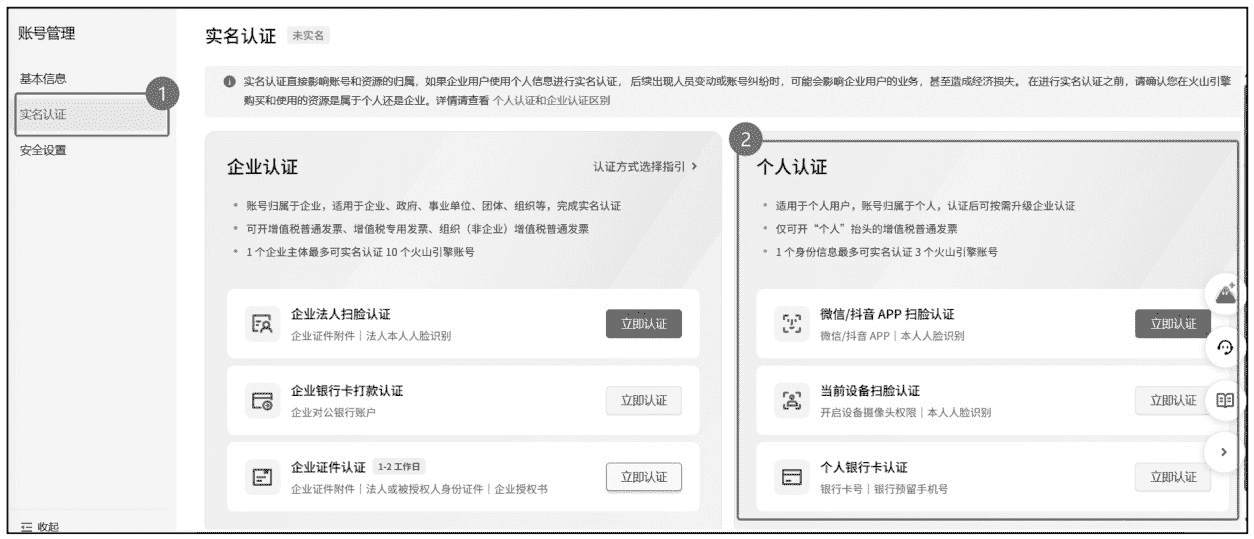 账号管理
基本信息
实名认证
1
安全设置
收起
实名认证 未实名
实名认证直接影响账号和资源的归属，如果企业用户使用个人信息进行实名认证， 后续出现人员变动或账号纠纷时，可能会影响企业用户的业务，甚至造成经济损失。 在进行实名认证之前，请确认您在火山引擎
购买和使用的资源是属于个人还是企业。详情请查看 个人认证和企业认证区别
企业认证 认证方式选择指引
账号归属于企业，适用于企业、政府、事业单位、团体、组织等，完成实名认证
可开增值税普通发票、增值税专用发票、组织（非企业）增值税普通发票
1 个企业主体最多可实名认证 10 个火山引擎账号
企业法人扫脸认证
企业证件附件 | 法人本人人脸识别
立即认证
企业银行卡打款认证
企业对公银行账户
立即认证
企业证件认证 1-2 工作日
企业证件附件 | 法人或被授权人身份证件 | 企业授权书
立即认证
2
个人认证
适用于个人用户，账号归属于个人，认证后可按需升级企业认证
仅可开“个人”抬头的增值税普通发票
1 个身份信息最多可实名认证 3 个火山引擎账号
微信/抖音 APP 扫脸认证
微信/抖音 APP | 本人人脸识别
立即认证
当前设备扫脸认证
开启设备摄像头权限 | 本人人脸识别
立即认证
个人银行卡认证
银行卡号 | 银行预留手机号
立即认证